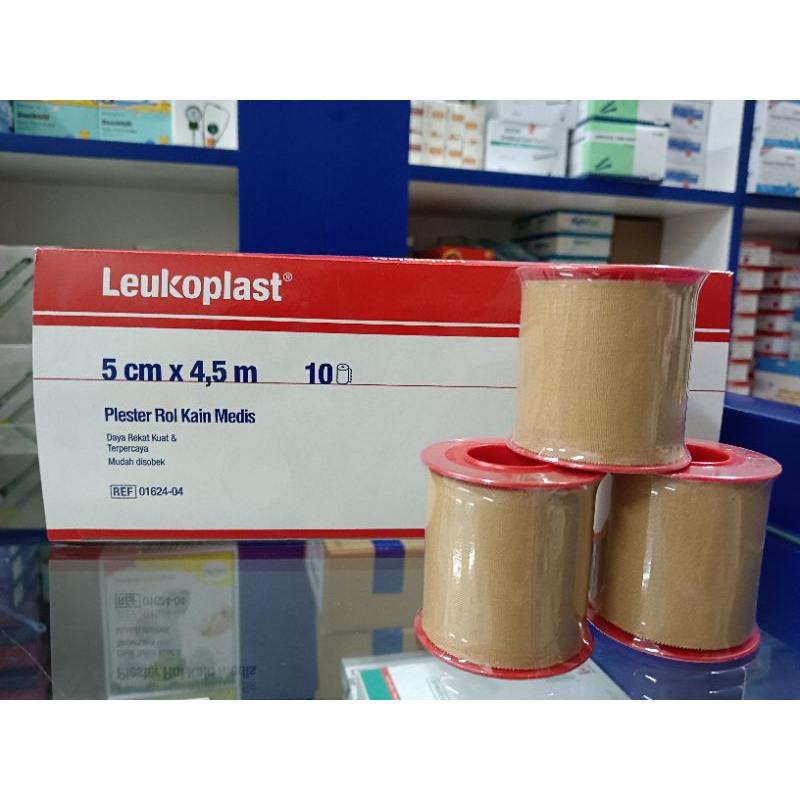 Leukoplast®
5 cm x 4,5 m 10
Plester Rol Kain Medis
Daya Rekat Kuat &
Terpercaya
Mudah disobek
REF 01624-04